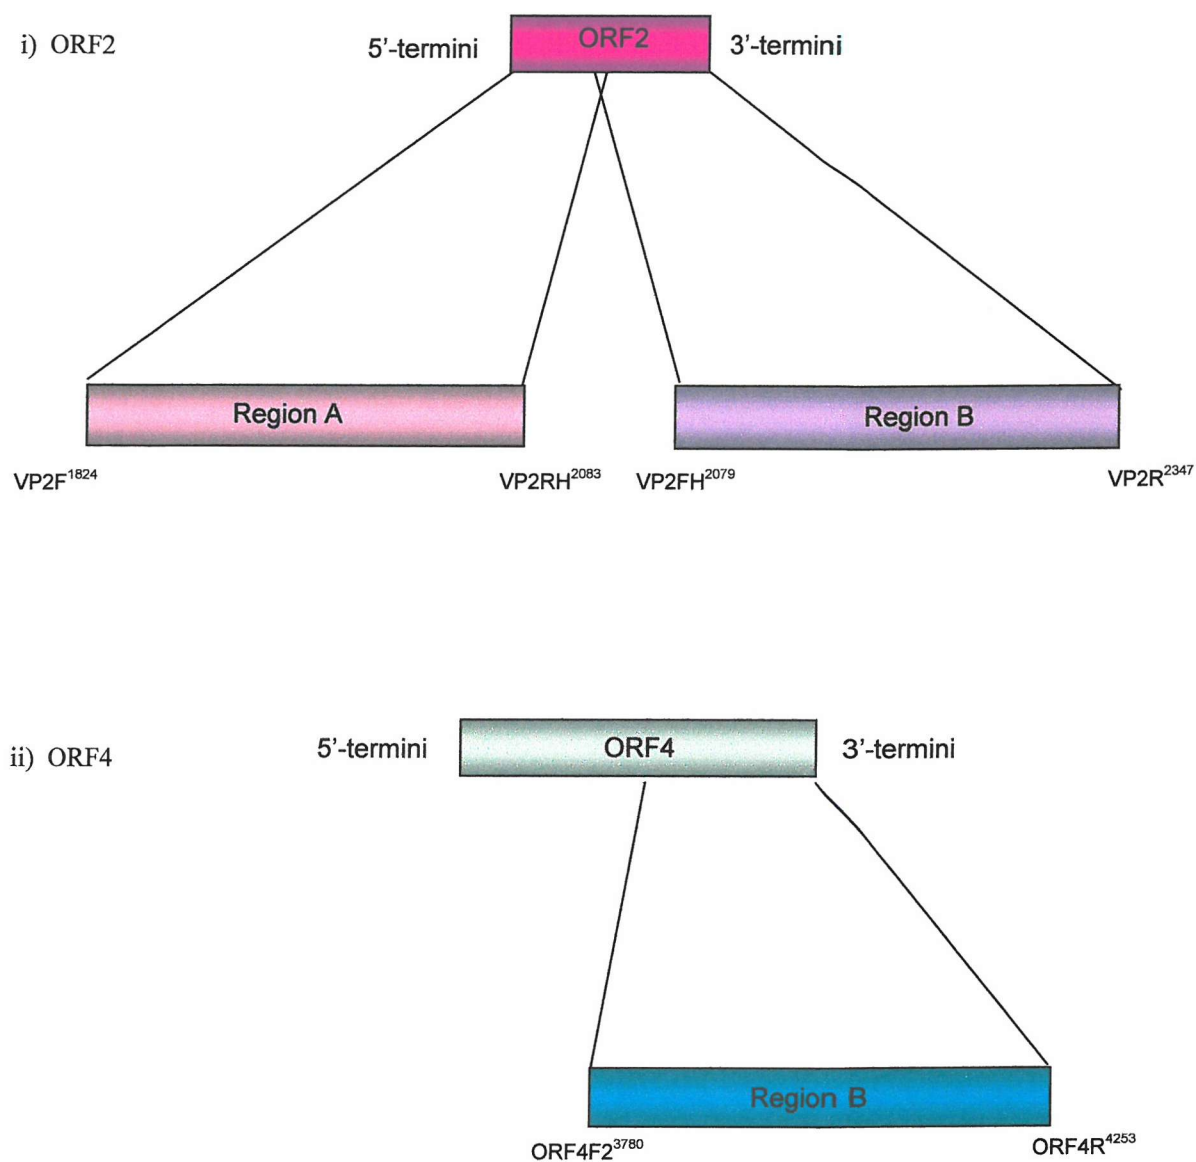 i) ORF2
5’-termini ORF2 3’-termini
Region A Region B
VP2F1824 VP2RH2083 VP2FH2079 VP2R2347
ii) ORF4
5’-termini ORF4 3’-termini
Region B
ORF4F23780 ORF4R4253